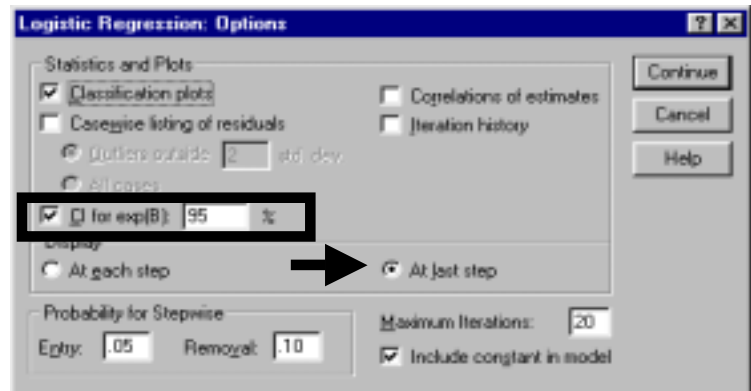 Logistic Regression: Options
Statistics and Plots
Classification plots
Correlations of estimates
Casewise listing of residuals
Iteration history
Outliers outside 2 std. dev.
All cases
CI for exp(B): 95 %
Display
At each step
At last step
Probability for Stepwise
Entry: .05 Removal: .10
Maximum Iterations: 20
Include constant in model
Continue
Cancel
Help